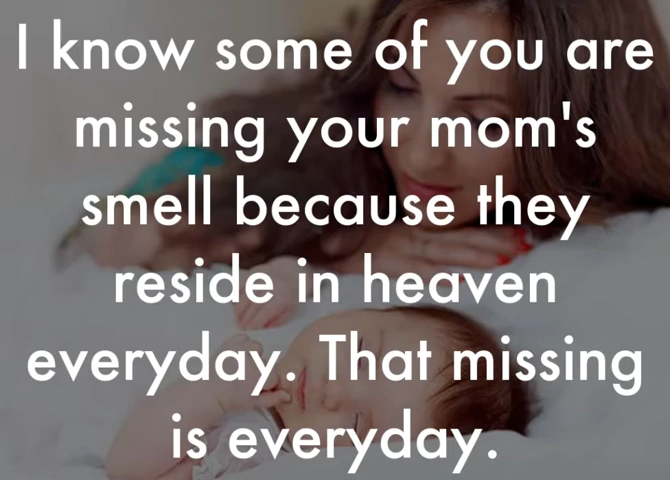 I know some of you are
missing your mom's
smell because they
reside in heaven
everyday. That missing
is everyday.